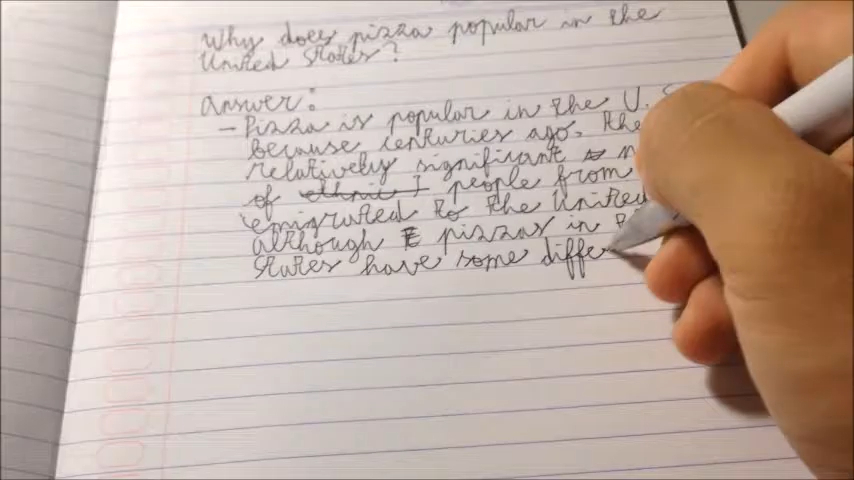 Why does pizza popular in the
United States?
Answer:
- Pizza is popular in the U. S
because centuries ago, the
relatively significant
of ethnic I people from
emigrated to the United
although pizzas in
States have some diffe